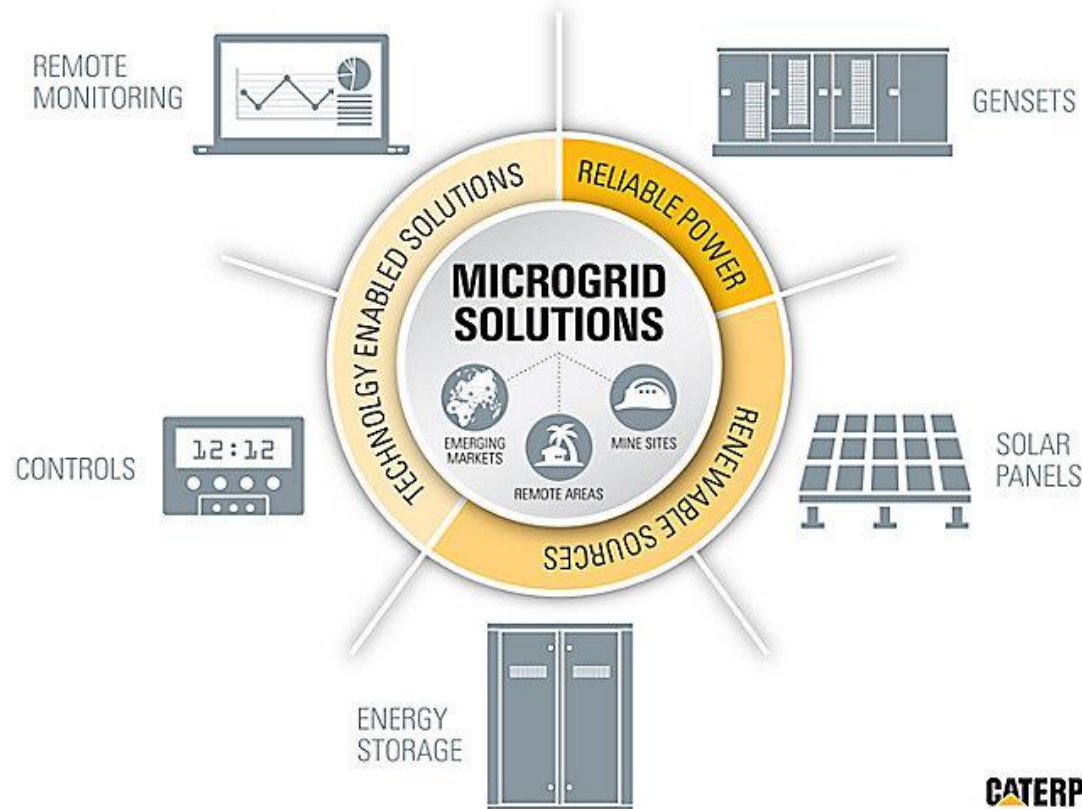 REMOTE
MONITORING
GENSETS
TECHNOLGY ENABLED SOLUTIONS
RELIABLE POWER
MICROGRID
SOLUTIONS
EMERGING
MARKETS
REMOTE AREAS
MINE SITES
RENEWABLE SOURCES
CONTROLS
12:12
SOLAR
PANELS
ENERGY
STORAGE
CATERP